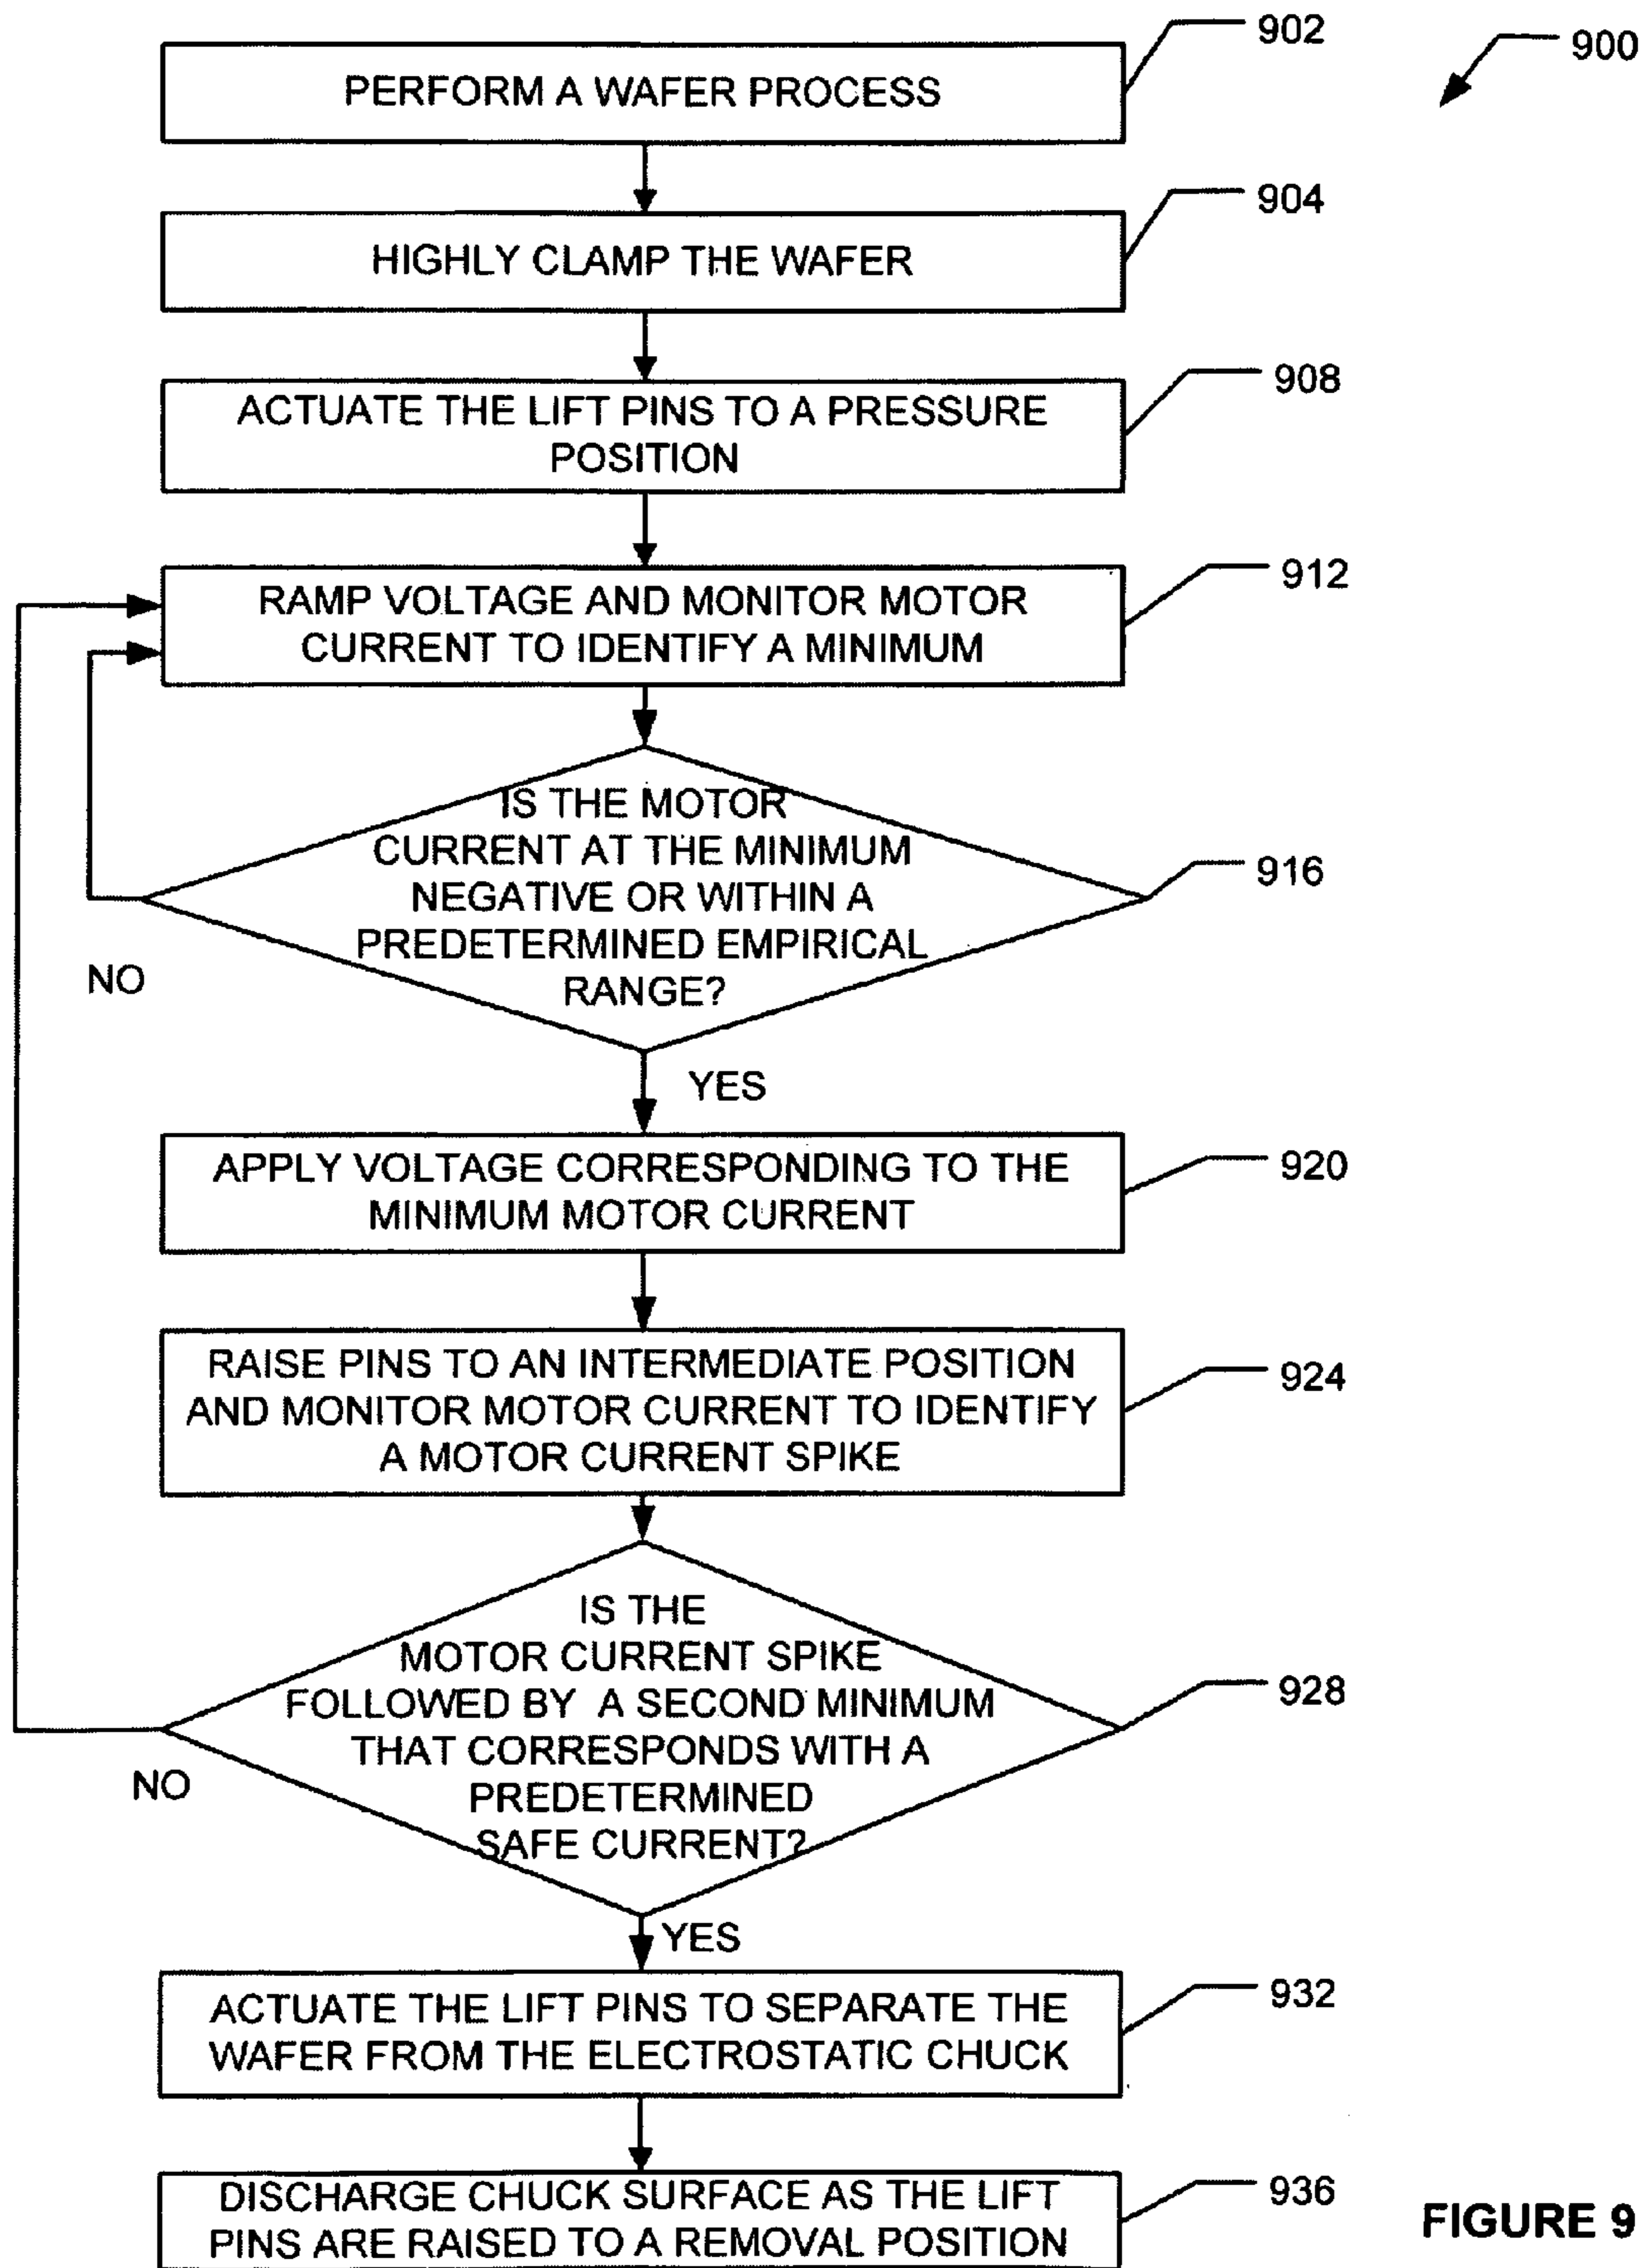 902
900
PERFORM A WAFER PROCESS
904
HIGHLY CLAMP THE WAFER
908
ACTUATE THE LIFT PINS TO A PRESSURE
POSITION
912
RAMP VOLTAGE AND MONITOR MOTOR
CURRENT TO IDENTIFY A MINIMUM
IS THE MOTOR
CURRENT AT THE MINIMUM
NEGATIVE OR WITHIN A
PREDETERMINED EMPIRICAL
RANGE?
916
NO
YES
APPLY VOLTAGE CORRESPONDING TO THE
MINIMUM MOTOR CURRENT
920
RAISE PINS TO AN INTERMEDIATE POSITION
AND MONITOR MOTOR CURRENT TO IDENTIFY
A MOTOR CURRENT SPIKE
924
IS THE
MOTOR CURRENT SPIKE
FOLLOWED BY A SECOND MINIMUM
THAT CORRESPONDS WITH A
PREDETERMINED
SAFE CURRENT?
928
NO
YES
ACTUATE THE LIFT PINS TO SEPARATE THE
WAFER FROM THE ELECTROSTATIC CHUCK
932
DISCHARGE CHUCK SURFACE AS THE LIFT
PINS ARE RAISED TO A REMOVAL POSITION
936
FIGURE 9